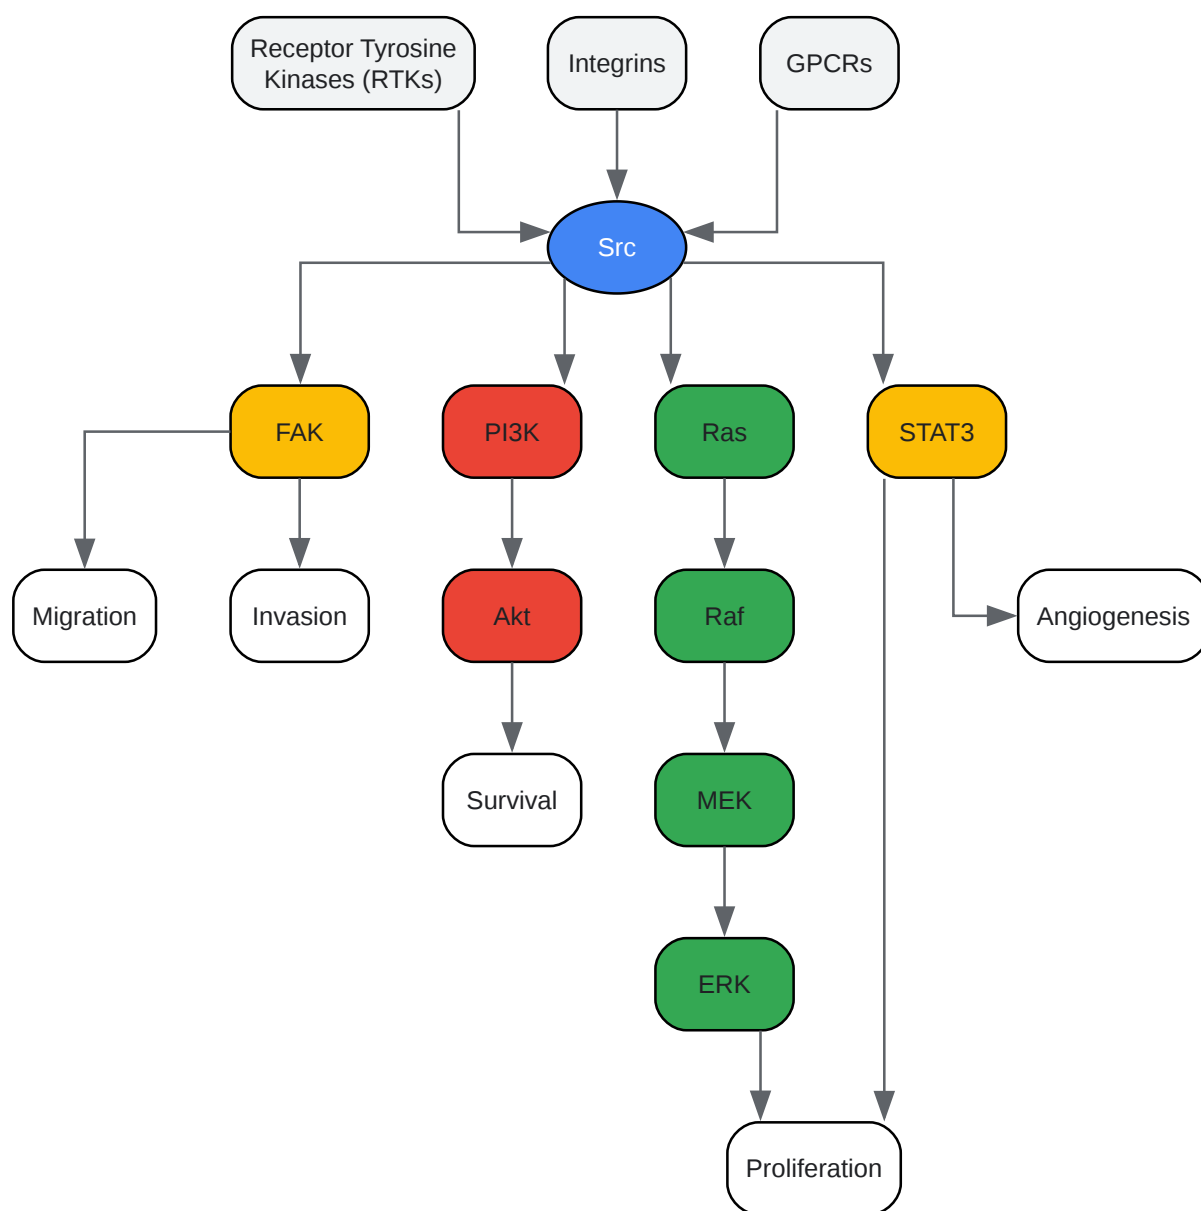 Receptor Tyrosine
Kinases (RTKs)
Integrins
GPCRs
Src
FAK
PI3K
Ras
STAT3
Migration
Invasion
Akt
Raf
Angiogenesis
Survival
MEK
ERK
Proliferation